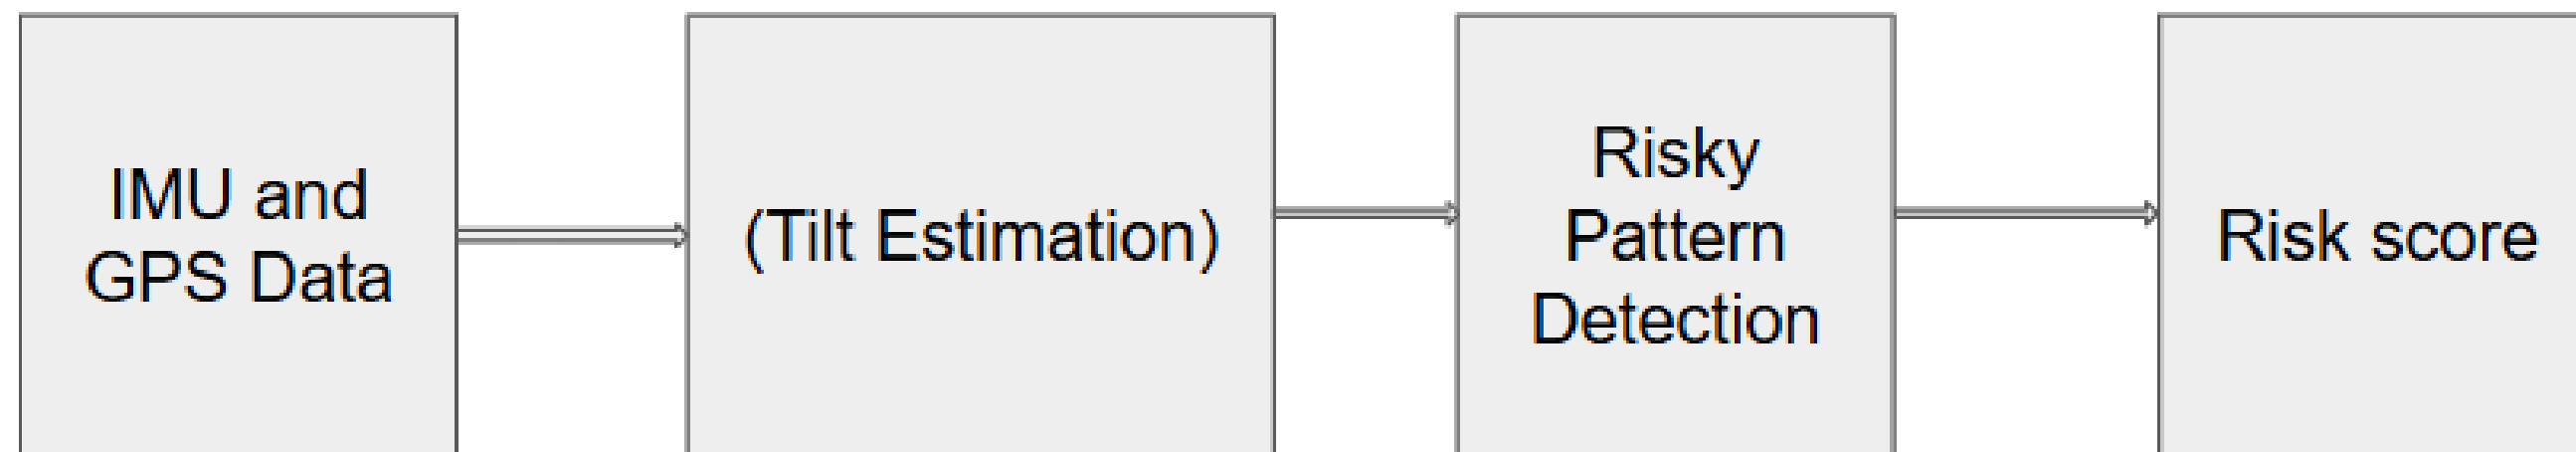 IMU and
GPS Data
(Tilt Estimation)
Risky
Pattern
Detection
Risk score